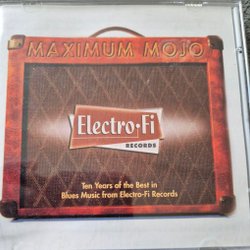 MAXIMUM MOJO
Electro-Fi
RECORDS
Ten Years of the Best in
Blues Music from Electro-Fi Records